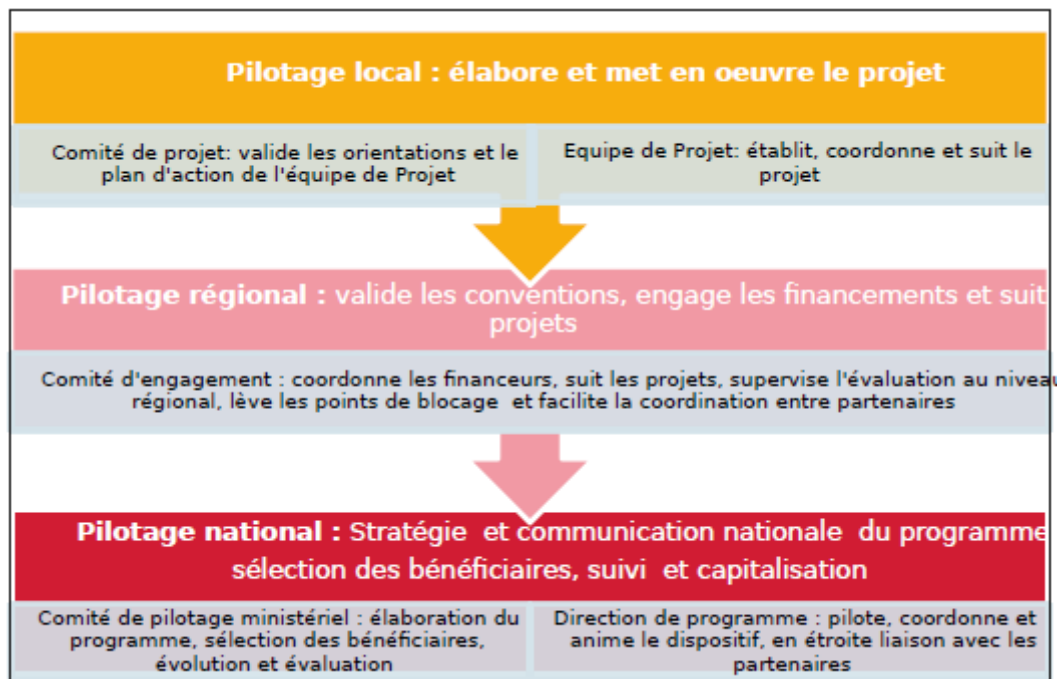 Pilotage local : élabore et met en oeuvre le projet
Comité de projet: valide les orientations et le
plan d'action de l'équipe de Projet
Equipe de Projet: établit, coordonne et suit le
projet
Pilotage régional : valide les conventions, engage les financements et suit
projets
Comité d'engagement : coordonne les financeurs, suit les projets, supervise l'évaluation au niveau
régional, lève les points de blocage et facilite la coordination entre partenaires
Pilotage national : Stratégie et communication nationale du programme
sélection des bénéficiaires, suivi et capitalisation
Comité de pilotage ministériel : élaboration du
programme, sélection des bénéficiaires,
évolution et évaluation
Direction de programme : pilote, coordonne et
anime le dispositif, en étroite liaison avec les
partenaires